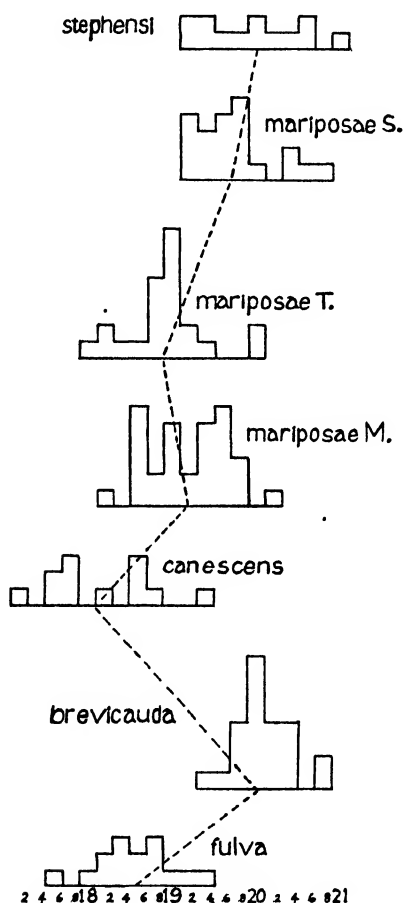 stephensi
mariposae S.
mariposae T.
mariposae M.
canescens
brevicauda
fulva
2 4 6 8 18 2 4 6 8 19 2 4 6 8 20 2 4 6 8 21